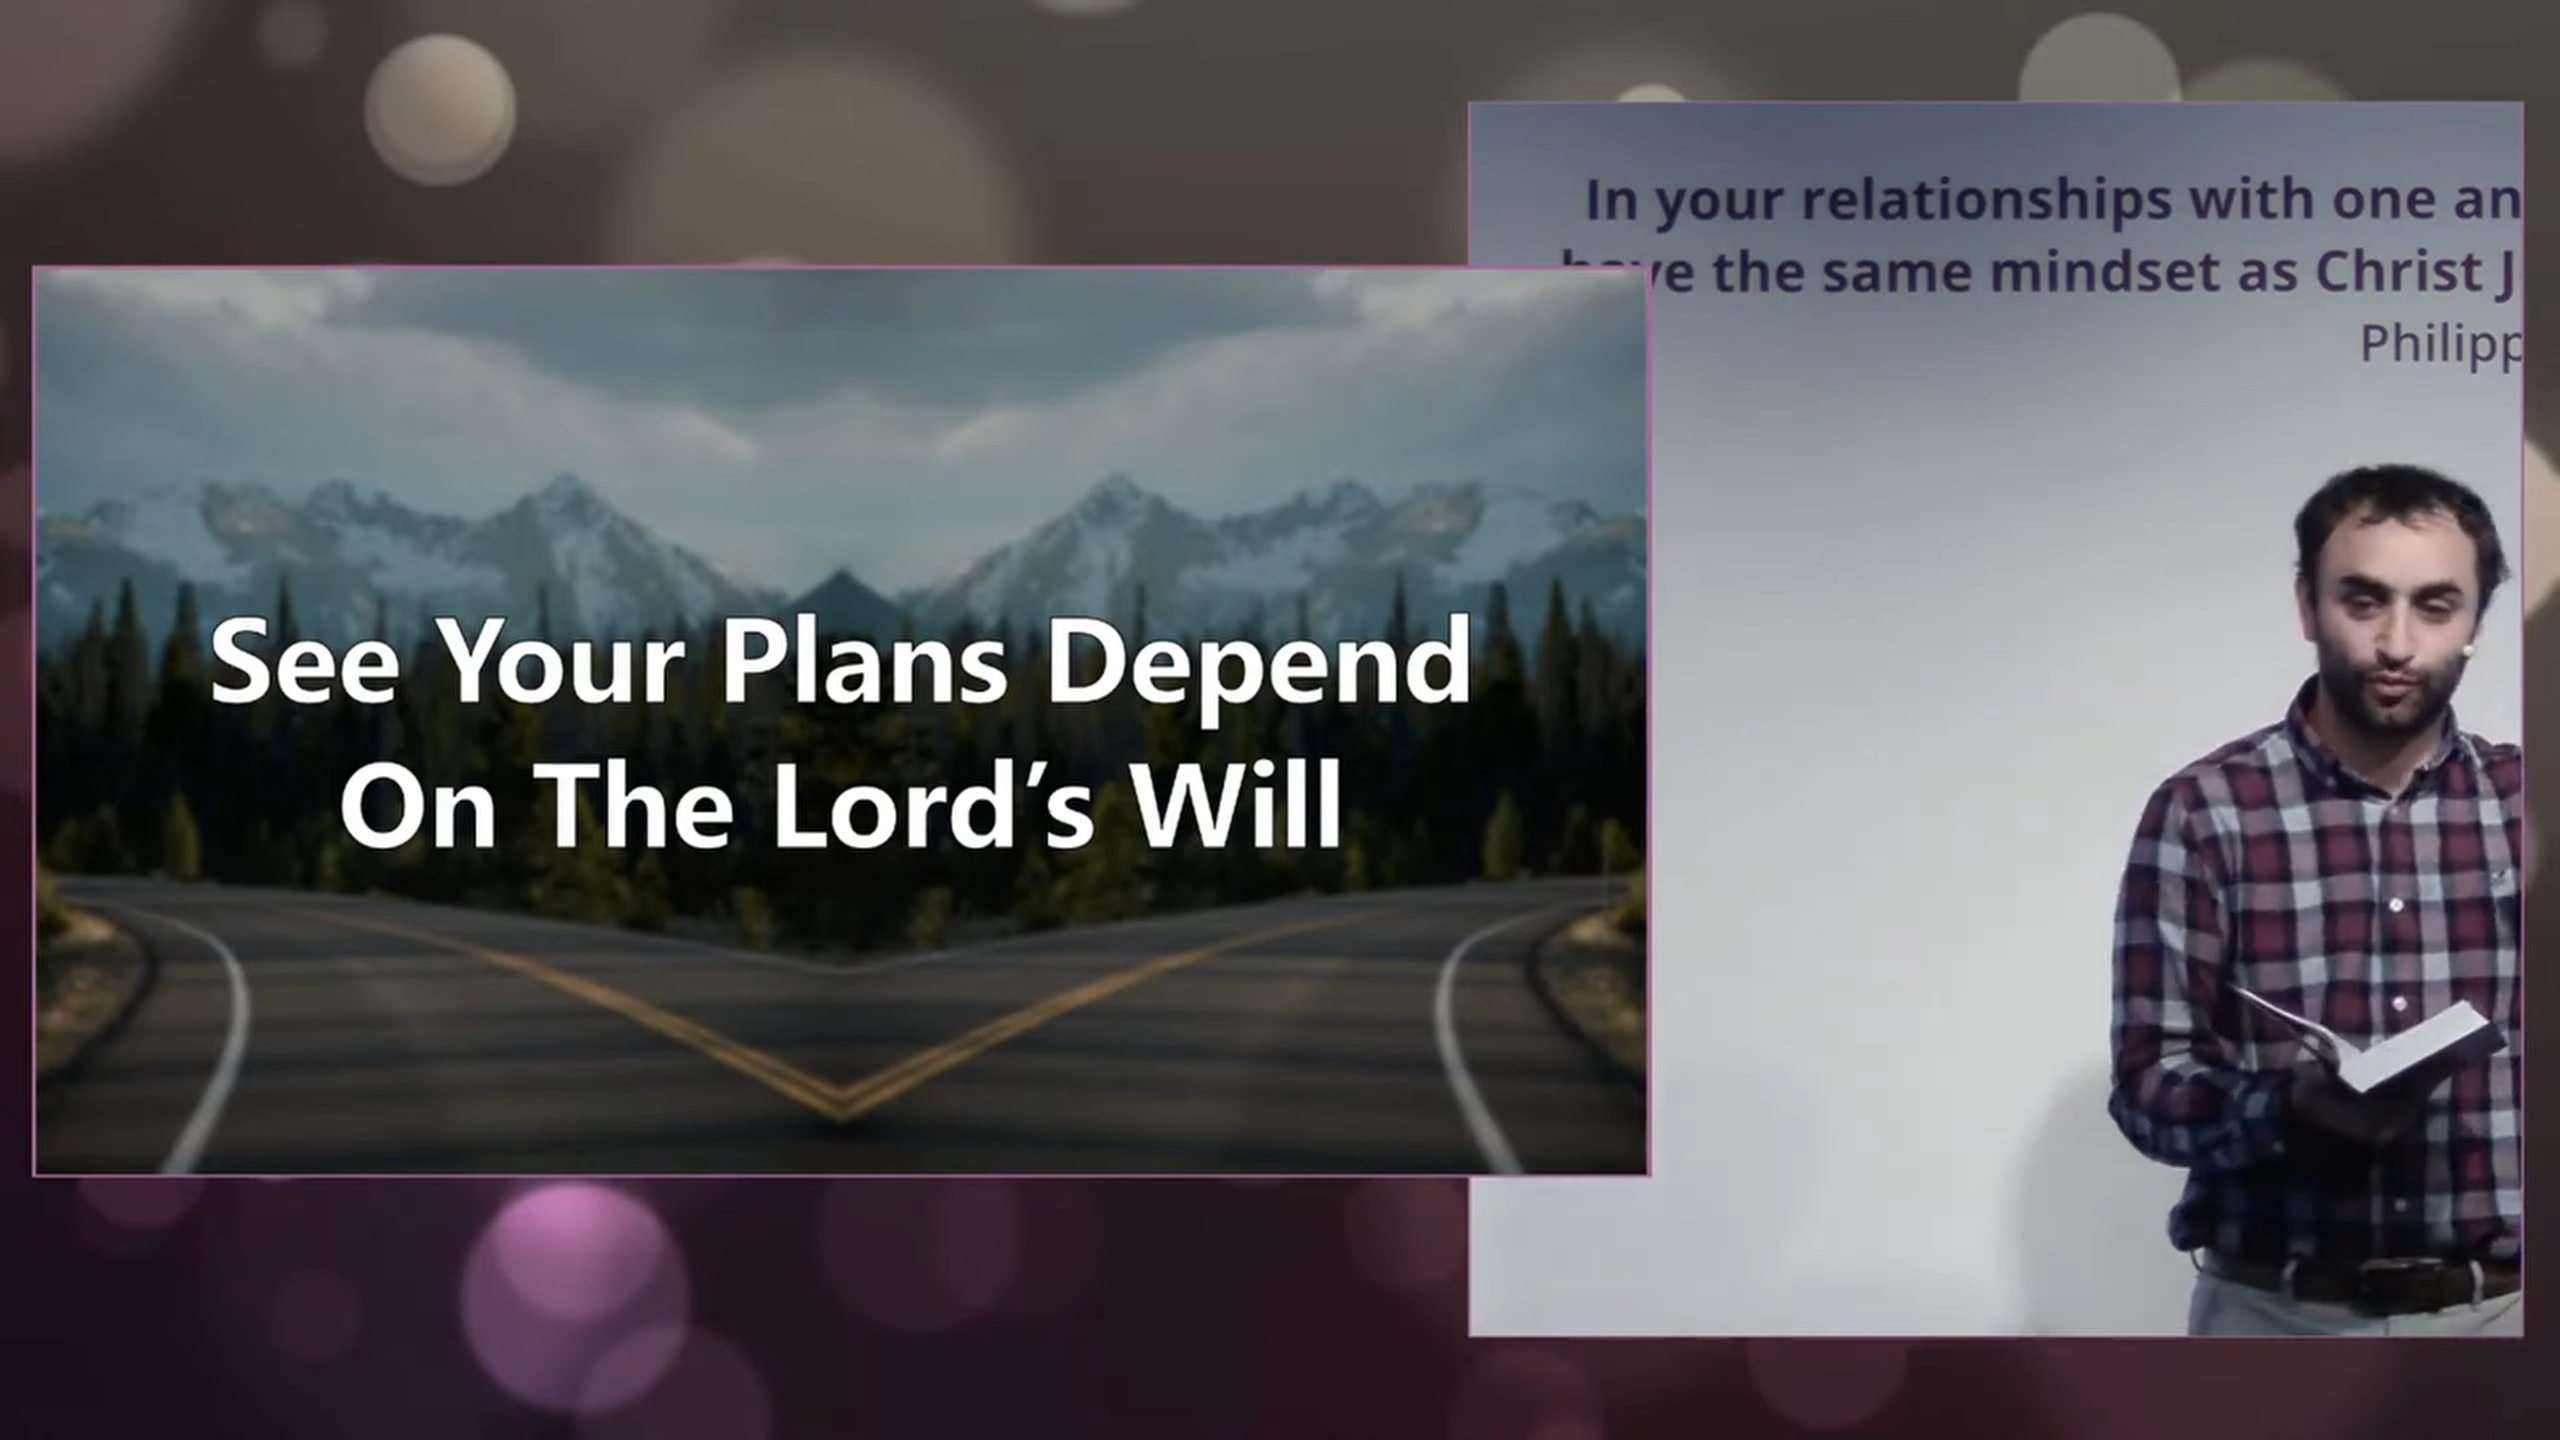 In your relationships with one an
have the same mindset as Christ J
Philipp
See Your Plans Depend
On The Lord’s Will